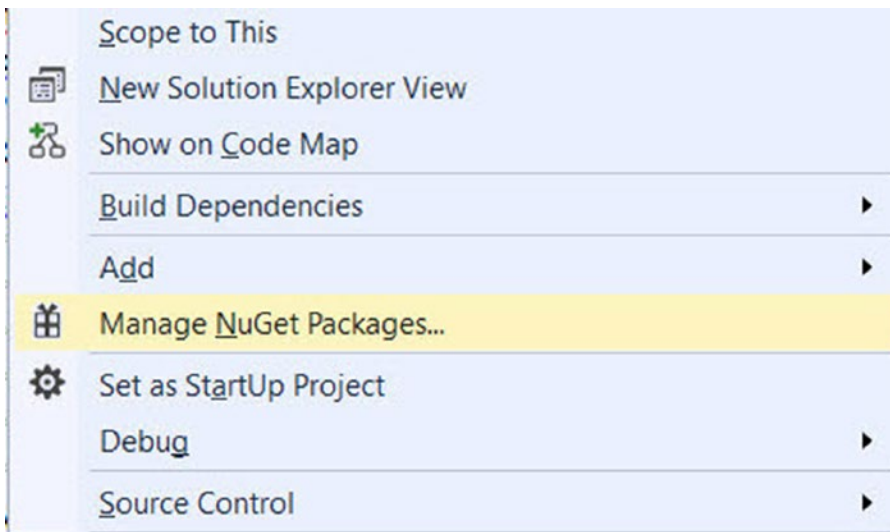 Scope to This
New Solution Explorer View
Show on Code Map
Build Dependencies
Add
Manage NuGet Packages...
Set as StartUp Project
Debug
Source Control